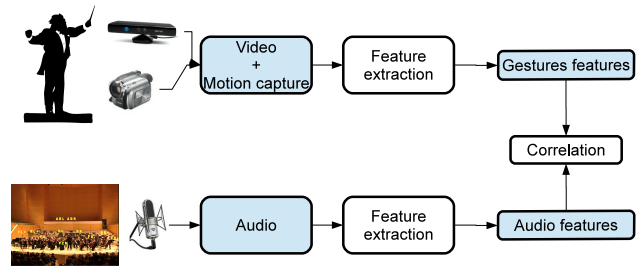 Video
+
Motion capture
Feature
extraction
Gestures features
Correlation
Audio
Feature
extraction
Audio features